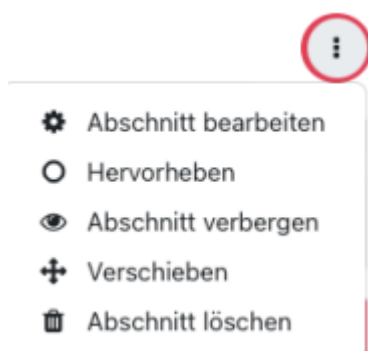 Abschnitt bearbeiten
Hervorheben
Abschnitt verbergen
Verschieben
Abschnitt löschen